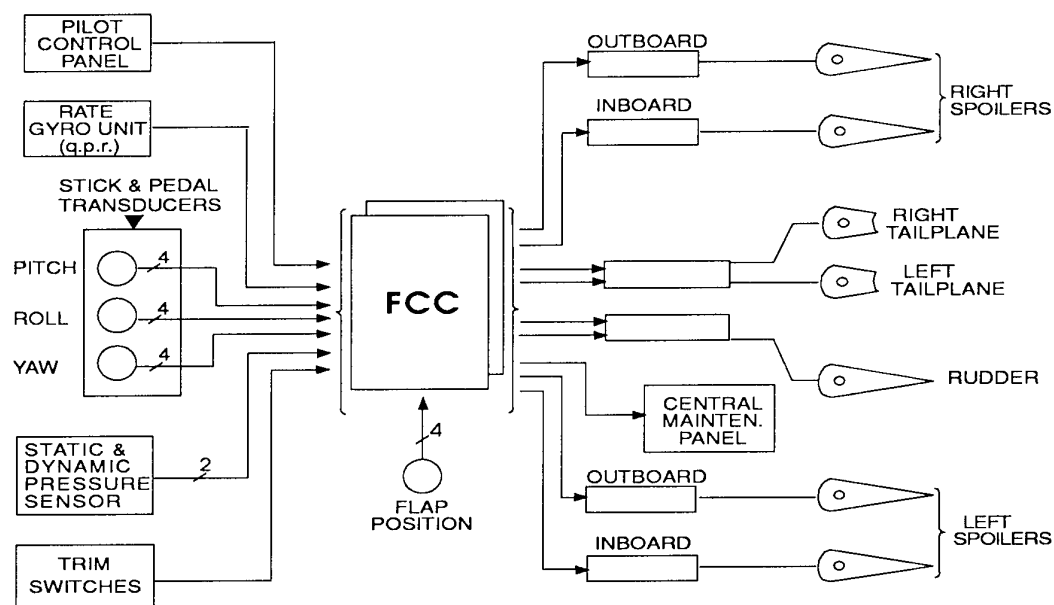 PILOT
CONTROL
PANEL
RATE
GYRO UNIT
(q.p.r.)
STICK & PEDAL
TRANSDUCERS
PITCH
4
ROLL
4
YAW
4
STATIC &
DYNAMIC
PRESSURE
SENSOR
2
TRIM
SWITCHES
FCC
4
FLAP
POSITION
OUTBOARD
INBOARD
RIGHT
SPOILERS
RIGHT
TAILPLANE
LEFT
TAILPLANE
RUDDER
CENTRAL
MAINTEN.
PANEL
OUTBOARD
INBOARD
LEFT
SPOILERS